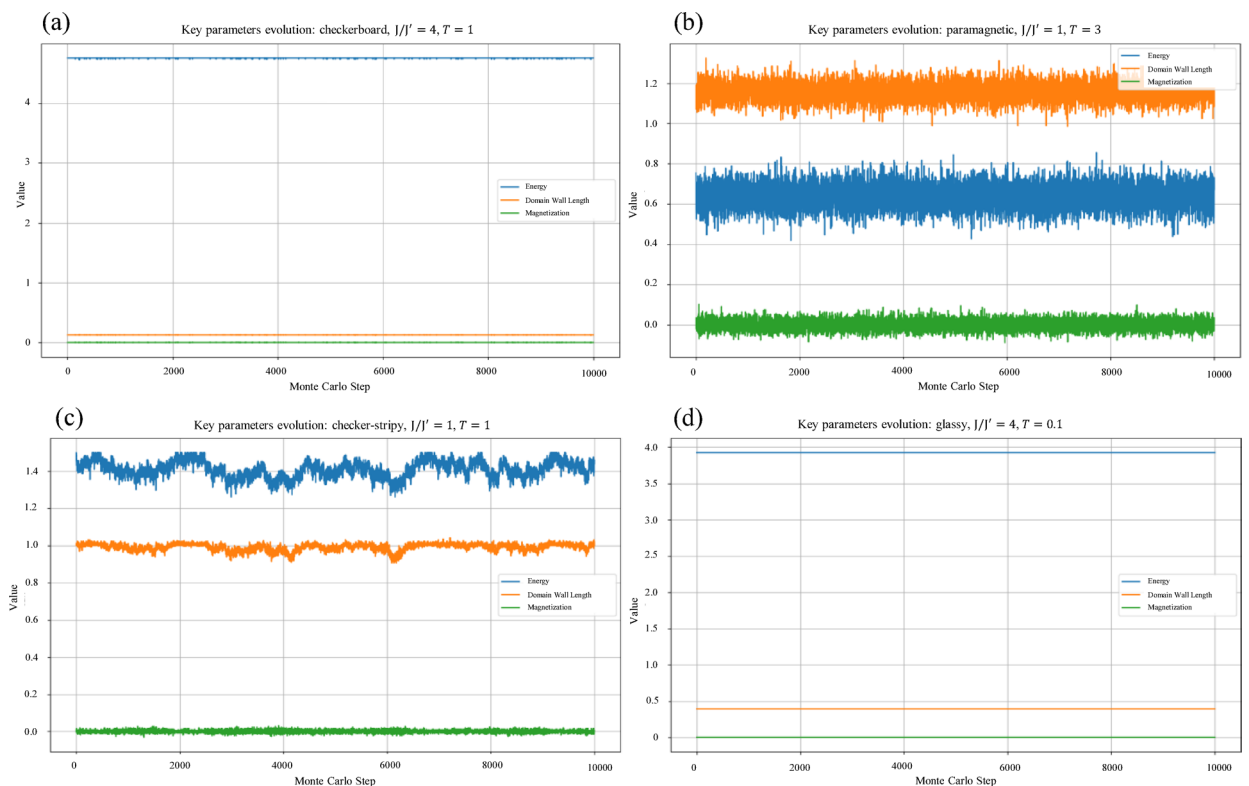 (a)
Key parameters evolution: checkerboard, J/J′ = 4, T = 1
4
3
2
1
0
Value
Energy
Domain Wall Length
Magnetization
0 2000 4000 6000 8000 10000
Monte Carlo Step
(b)
Key parameters evolution: paramagnetic, J/J′ = 1, T = 3
1.2
1.0
0.8
0.6
0.4
0.2
0.0
Value
Energy
Domain Wall Length
Magnetization
0 2000 4000 6000 8000 10000
Monte Carlo Step
(c)
Key parameters evolution: checker-stripy, J/J′ = 1, T = 1
1.4
1.2
1.0
0.8
0.6
0.4
0.2
0.0
Value
Energy
Domain Wall Length
Magnetization
0 2000 4000 6000 8000 10000
Monte Carlo Step
(d)
Key parameters evolution: glassy, J/J′ = 4, T = 0.1
4.0
3.5
3.0
2.5
2.0
1.5
1.0
0.5
0
Value
Energy
Domain Wall Length
Magnetization
0 2000 4000 6000 8000 10000
Monte Carlo Step